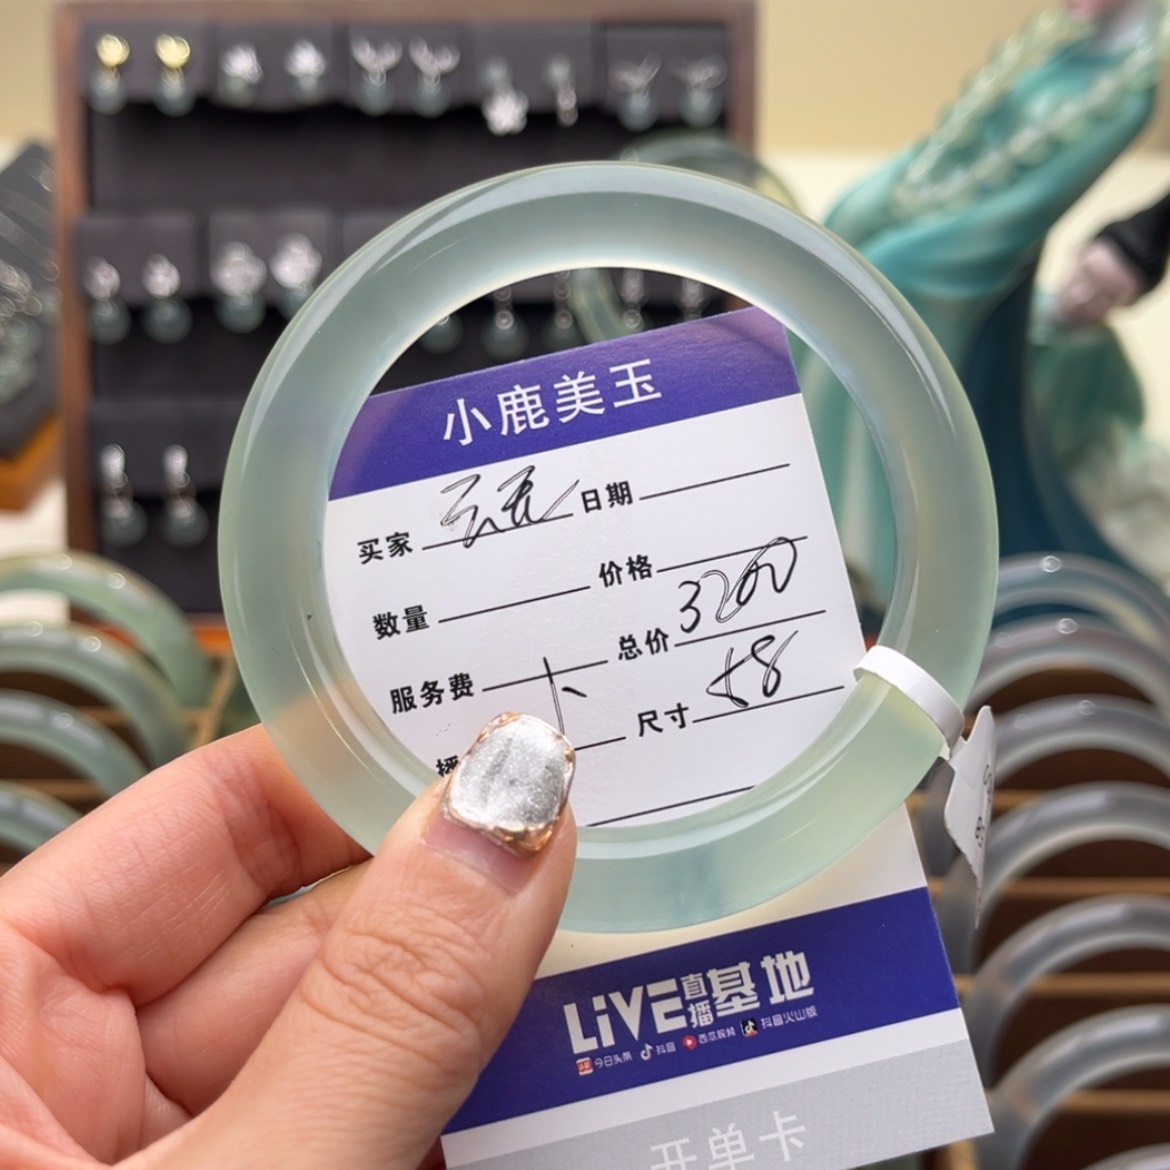 小鹿美玉
买家 日期
数量 价格
服务费 总价 3200
播 尺寸 58
LiVE直播基地
今日头条 抖音 西瓜视频 抖音火山版
开单卡